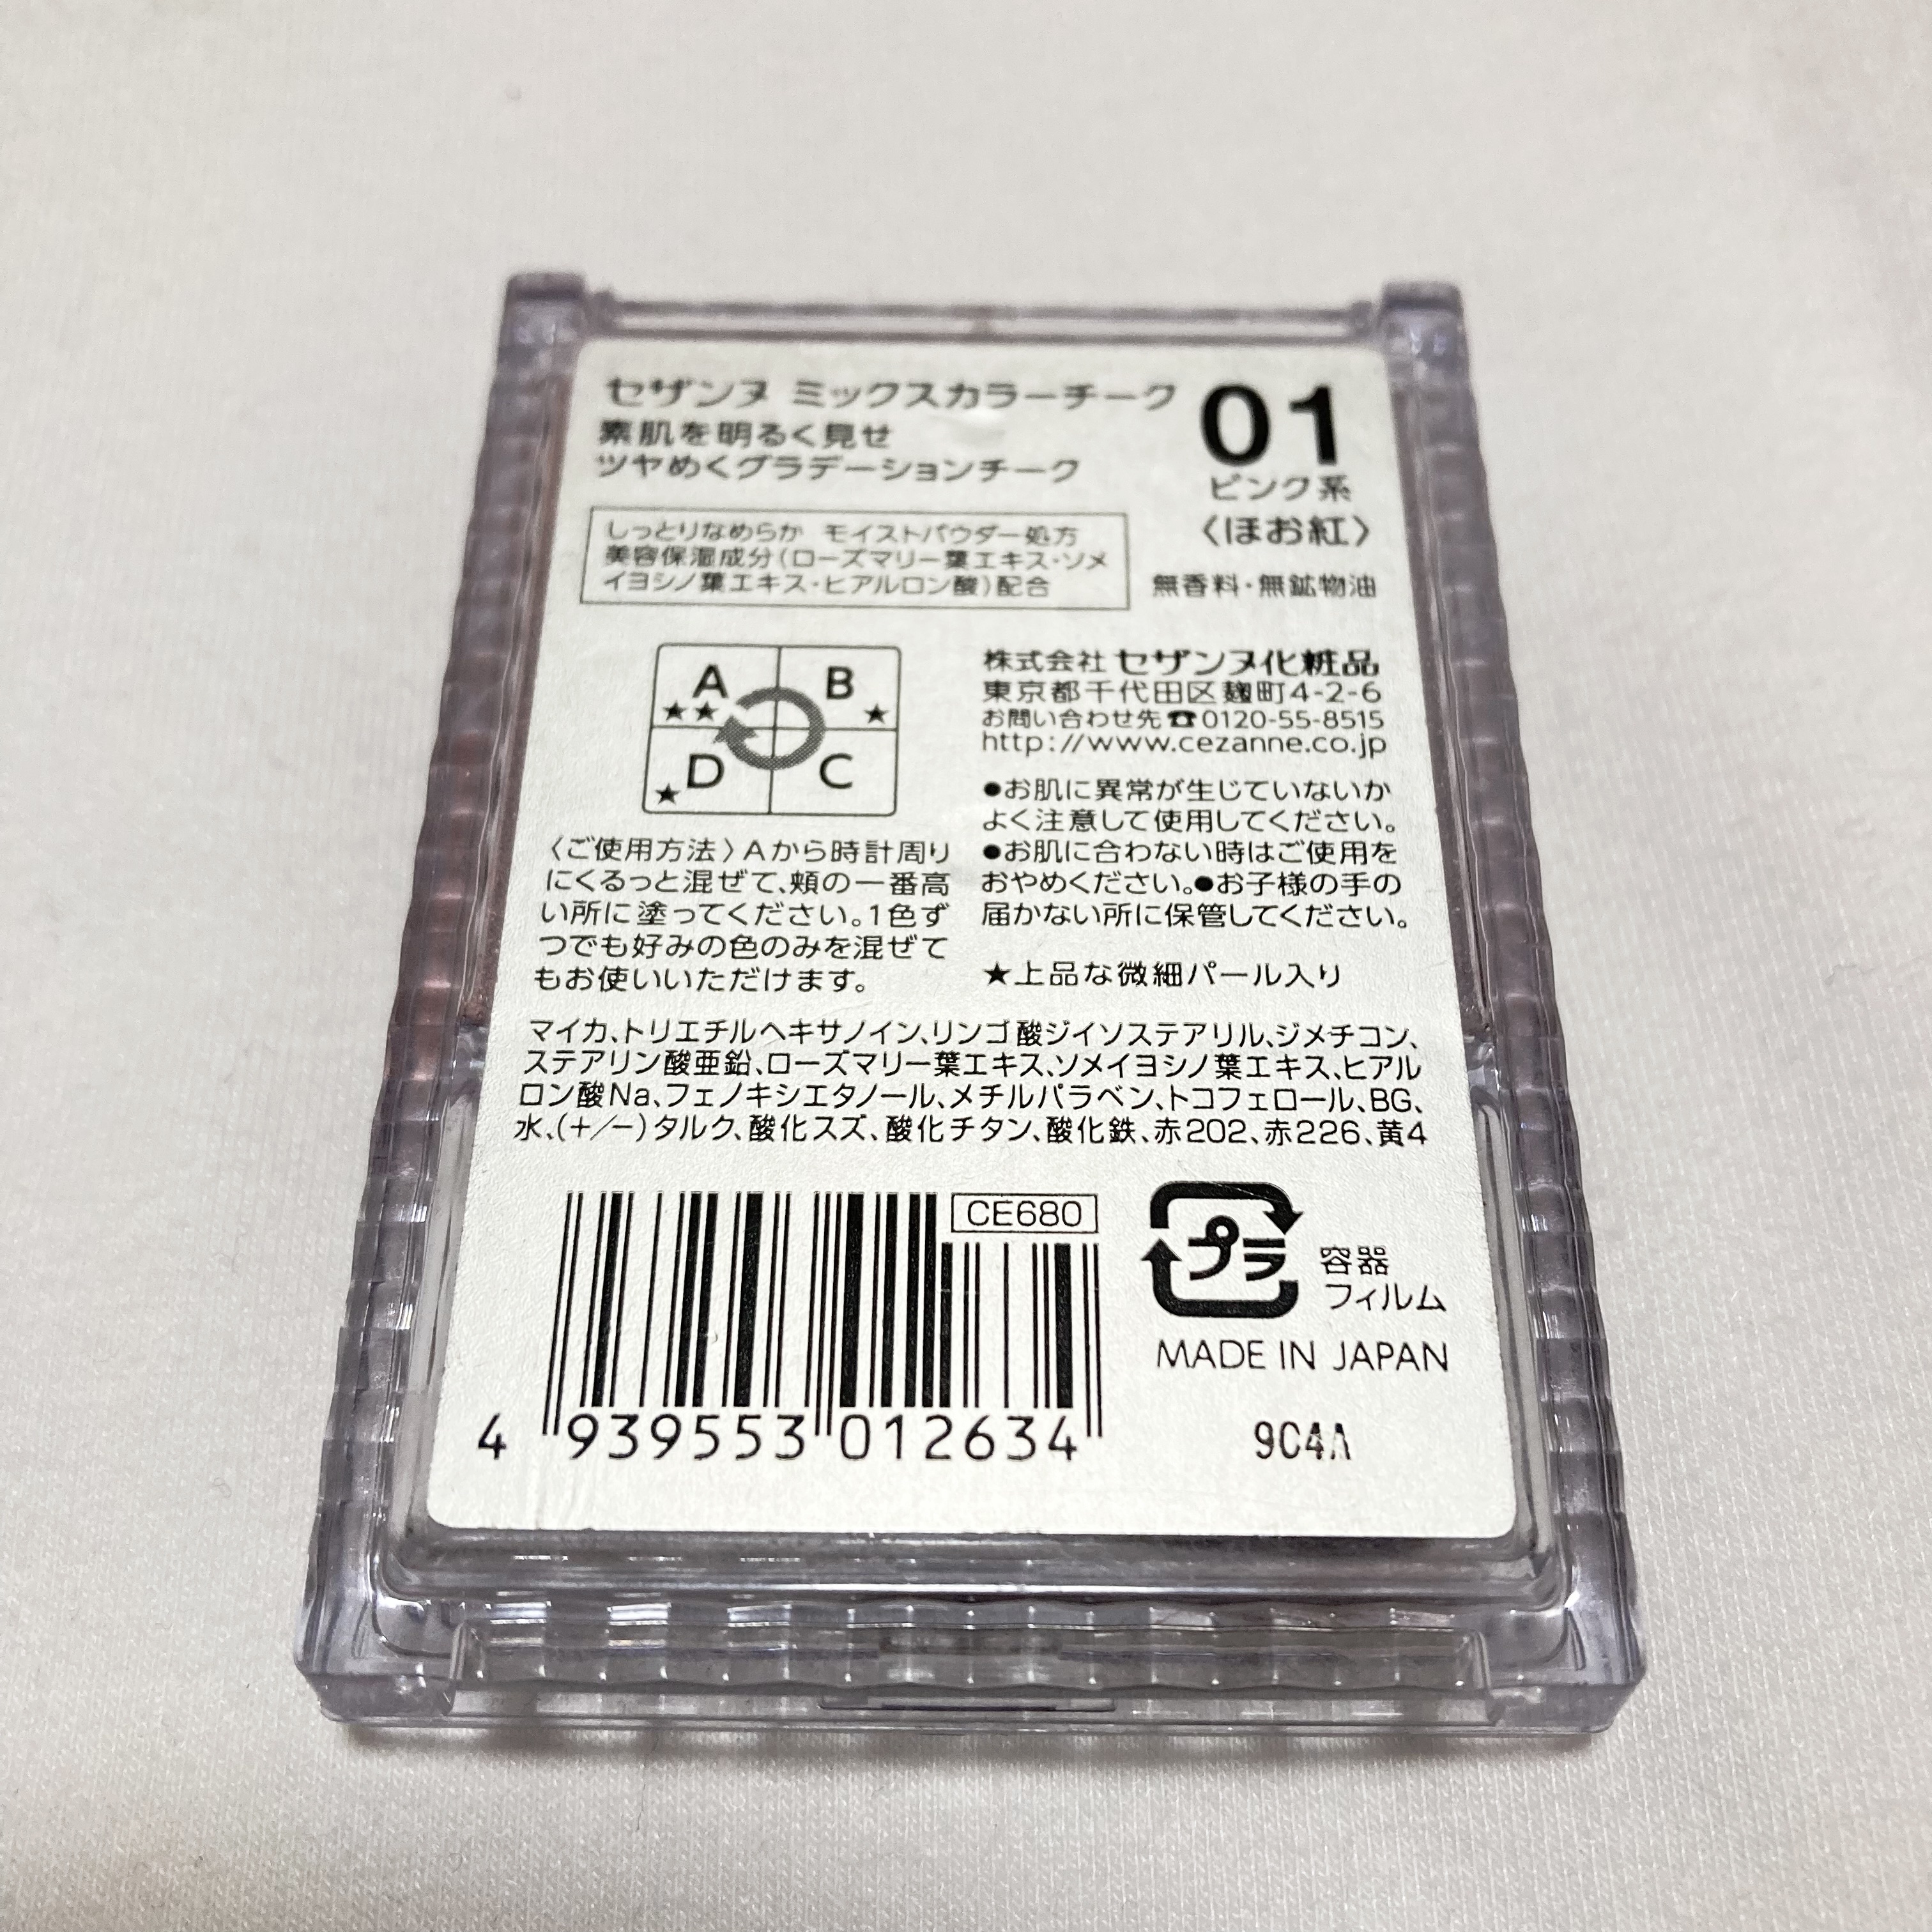 セザンヌ ミックスカラーチーク
素肌を明るく見せ
ツヤめくグラデーションチーク
01
ピンク系
〈ほお紅〉
しっとりなめらか モイストパウダー処方
美容保湿成分(ローズマリー葉エキス・ソメ
イヨシノ葉エキス・ヒアルロン酸)配合
無香料・無鉱物油
A
★★
B
★
D
★
C
〈ご使用方法〉Aから時計周り
にくるっと混ぜて、頬の一番高
い所に塗ってください。1色ず
つでも好みの色のみを混ぜて
もお使いいただけます。
株式会社 セザンヌ化粧品
東京都千代田区麹町4-2-6
お問い合わせ先☎0120-55-8515
http://www.cezanne.co.jp
●お肌に異常が生じていないか
よく注意して使用してください。
●お肌に合わない時はご使用を
おやめください。●お子様の手の
届かない所に保管してください。
★上品な微細パール入り
マイカ、トリエチルヘキサノイン、リンゴ酸ジイソステアリル、ジメチコン、
ステアリン酸亜鉛、ローズマリー葉エキス、ソメイヨシノ葉エキス、ヒアル
ロン酸Na、フェノキシエタノール、メチルパラベン、トコフェロール、BG、
水、(+/−)タルク、酸化スズ、酸化チタン、酸化鉄、赤202、赤226、黄4
CE680
4 939553 012634
プラ
容器
フィルム
MADE IN JAPAN
9C4A